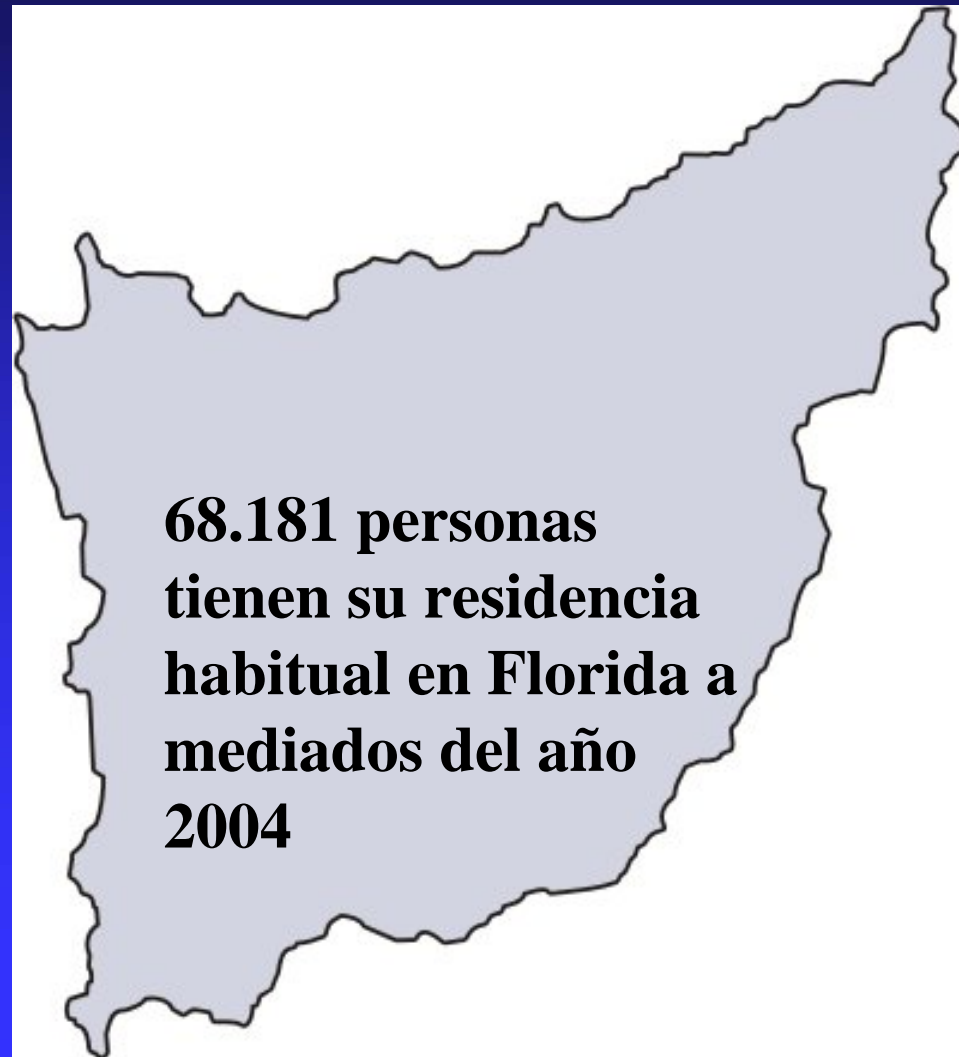 68.181 personas
tienen su residencia
habitual en Florida a
mediados del año
2004